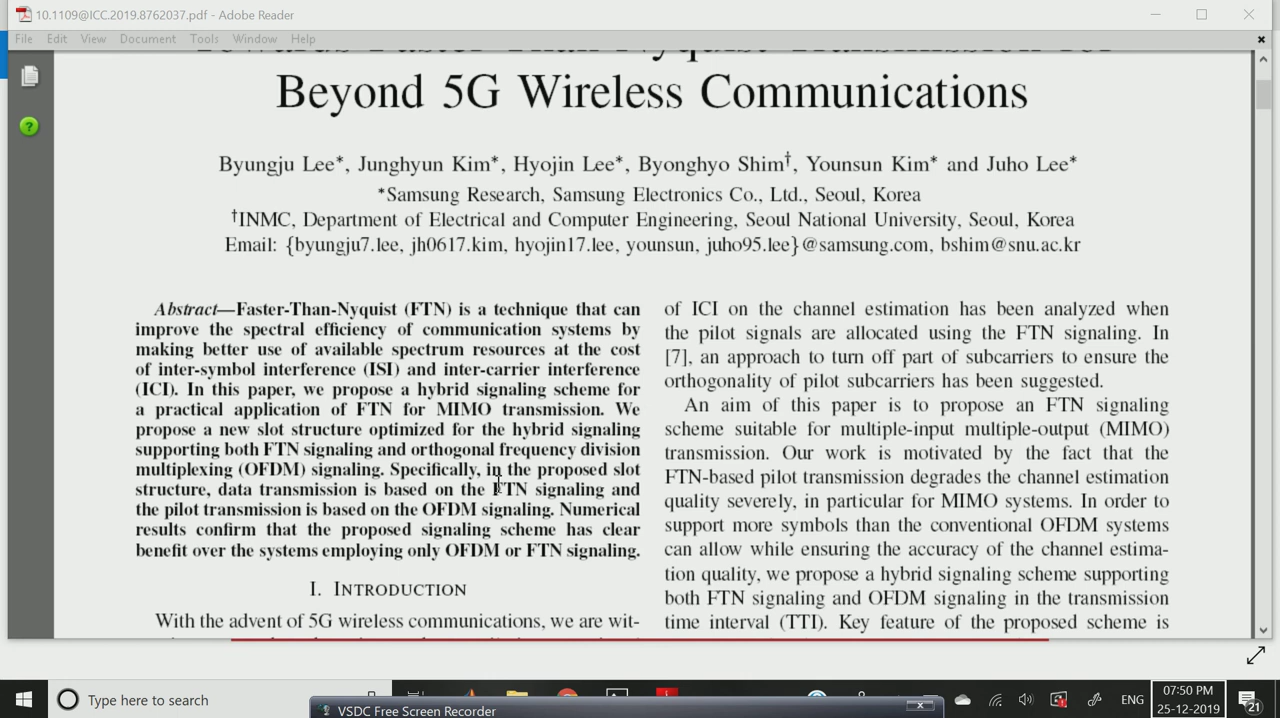 10.1109@ICC.2019.8762037.pdf - Adobe Reader
File Edit View Document Tools Window Help
Towards Faster-Than-Nyquist Transmission for
Beyond 5G Wireless Communications
Byungju Lee*, Junghyun Kim*, Hyojin Lee*, Byonghyo Shim†, Younsun Kim* and Juho Lee*
*Samsung Research, Samsung Electronics Co., Ltd., Seoul, Korea
†INMC, Department of Electrical and Computer Engineering, Seoul National University, Seoul, Korea
Email: {byungju7.lee, jh0617.kim, hyojin17.lee, younsun, juho95.lee}@samsung.com, bshim@snu.ac.kr
Abstract—Faster-Than-Nyquist (FTN) is a technique that can
improve the spectral efficiency of communication systems by
making better use of available spectrum resources at the cost
of inter-symbol interference (ISI) and inter-carrier interference
(ICI). In this paper, we propose a hybrid signaling scheme for
a practical application of FTN for MIMO transmission. We
propose a new slot structure optimized for the hybrid signaling
supporting both FTN signaling and orthogonal frequency division
multiplexing (OFDM) signaling. Specifically, in the proposed slot
structure, data transmission is based on the FTN signaling and
the pilot transmission is based on the OFDM signaling. Numerical
results confirm that the proposed signaling scheme has clear
benefit over the systems employing only OFDM or FTN signaling.
I. INTRODUCTION
With the advent of 5G wireless communications, we are wit-
of ICI on the channel estimation has been analyzed when
the pilot signals are allocated using the FTN signaling. In
[7], an approach to turn off part of subcarriers to ensure the
orthogonality of pilot subcarriers has been suggested.
An aim of this paper is to propose an FTN signaling
scheme suitable for multiple-input multiple-output (MIMO)
transmission. Our work is motivated by the fact that the
FTN-based pilot transmission degrades the channel estimation
quality severely, in particular for MIMO systems. In order to
support more symbols than the conventional OFDM systems
can allow while ensuring the accuracy of the channel estima-
tion quality, we propose a hybrid signaling scheme supporting
both FTN signaling and OFDM signaling in the transmission
time interval (TTI). Key feature of the proposed scheme is
Type here to search
VSDC Free Screen Recorder
ENG
07:50 PM
25-12-2019
21